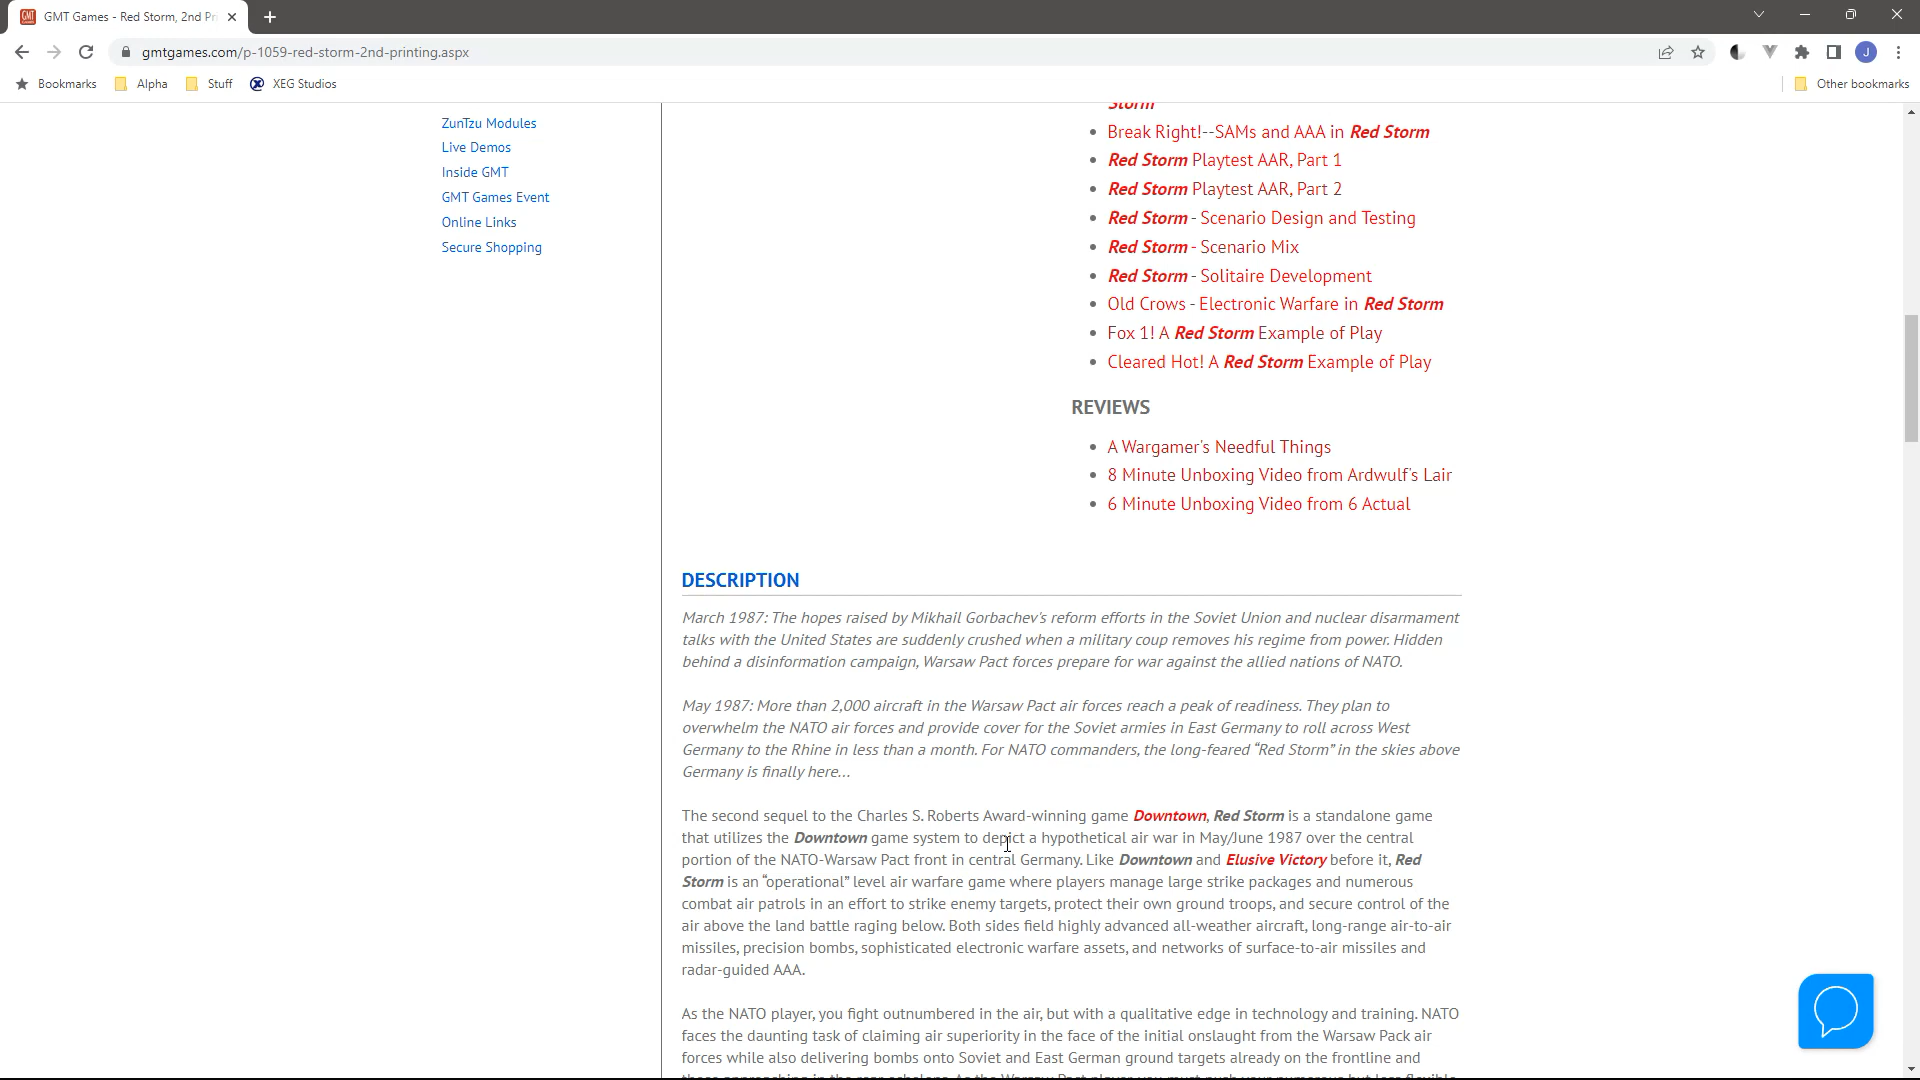 GMT Games - Red Storm, 2nd Pr
gmtgames.com/p-1059-red-storm-2nd-printing.aspx
J
Bookmarks
Alpha
Stuff
XEG Studios
Other bookmarks
ZunTzu Modules
Live Demos
Inside GMT
GMT Games Event
Online Links
Secure Shopping
Storm
Break Right!--SAMs and AAA in Red Storm
Red Storm Playtest AAR, Part 1
Red Storm Playtest AAR, Part 2
Red Storm - Scenario Design and Testing
Red Storm - Scenario Mix
Red Storm - Solitaire Development
Old Crows - Electronic Warfare in Red Storm
Fox 1! A Red Storm Example of Play
Cleared Hot! A Red Storm Example of Play
REVIEWS
A Wargamer's Needful Things
8 Minute Unboxing Video from Ardwulf's Lair
6 Minute Unboxing Video from 6 Actual
DESCRIPTION
March 1987: The hopes raised by Mikhail Gorbachev's reform efforts in the Soviet Union and nuclear disarmament
talks with the United States are suddenly crushed when a military coup removes his regime from power. Hidden
behind a disinformation campaign, Warsaw Pact forces prepare for war against the allied nations of NATO.
May 1987: More than 2,000 aircraft in the Warsaw Pact air forces reach a peak of readiness. They plan to
overwhelm the NATO air forces and provide cover for the Soviet armies in East Germany to roll across West
Germany to the Rhine in less than a month. For NATO commanders, the long-feared “Red Storm” in the skies above
Germany is finally here...
The second sequel to the Charles S. Roberts Award-winning game Downtown, Red Storm is a standalone game
that utilizes the Downtown game system to depict a hypothetical air war in May/June 1987 over the central
portion of the NATO-Warsaw Pact front in central Germany. Like Downtown and Elusive Victory before it, Red
Storm is an “operational” level air warfare game where players manage large strike packages and numerous
combat air patrols in an effort to strike enemy targets, protect their own ground troops, and secure control of the
air above the land battle raging below. Both sides field highly advanced all-weather aircraft, long-range air-to-air
missiles, precision bombs, sophisticated electronic warfare assets, and networks of surface-to-air missiles and
radar-guided AAA.
As the NATO player, you fight outnumbered in the air, but with a qualitative edge in technology and training. NATO
faces the daunting task of claiming air superiority in the face of the initial onslaught from the Warsaw Pack air
forces while also delivering bombs onto Soviet and East German ground targets already on the frontline and